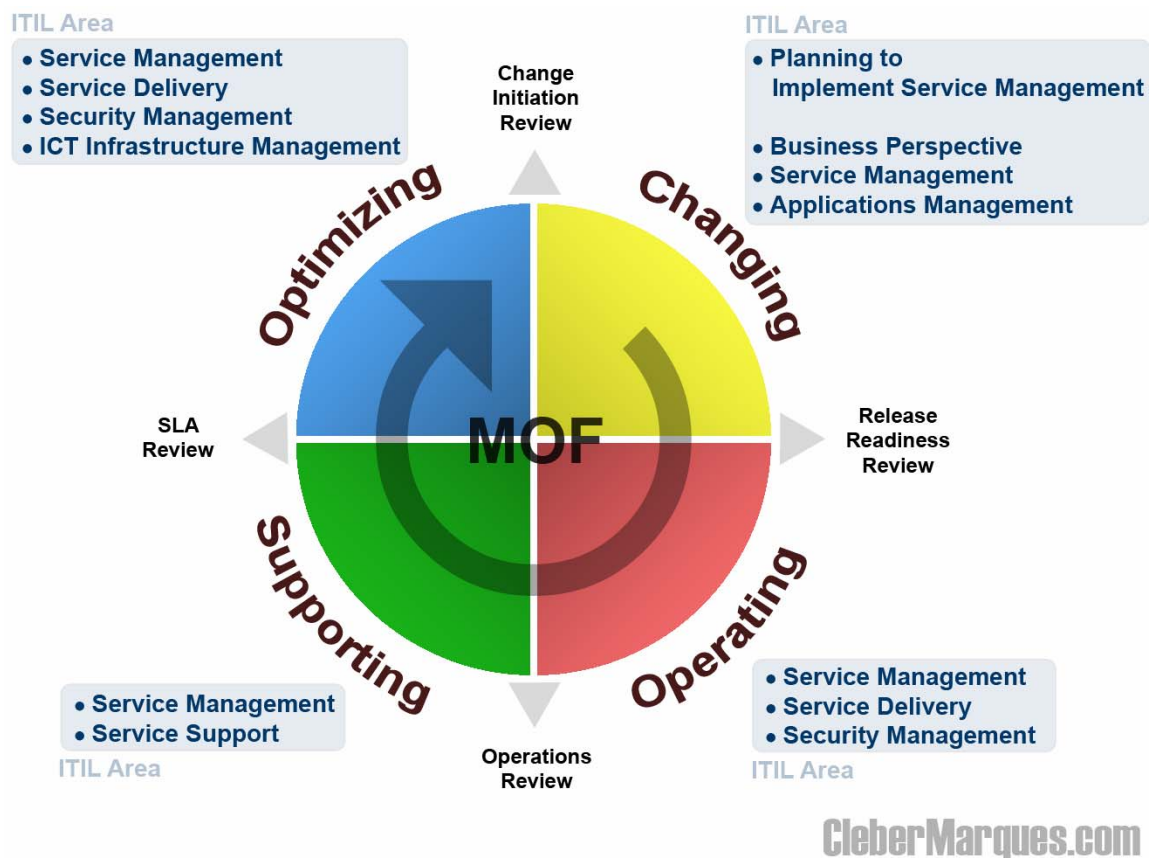 ITIL Area
• Service Management
• Service Delivery
• Security Management
• ICT Infrastructure Management
Change
Initiation
Review
ITIL Area
• Planning to
Implement Service Management
• Business Perspective
• Service Management
• Applications Management
Optimizing
Changing
SLA
Review
MOF
Release
Readiness
Review
Supporting
Operating
• Service Management
• Service Support
ITIL Area
Operations
Review
• Service Management
• Service Delivery
• Security Management
ITIL Area
CleberMarques.com